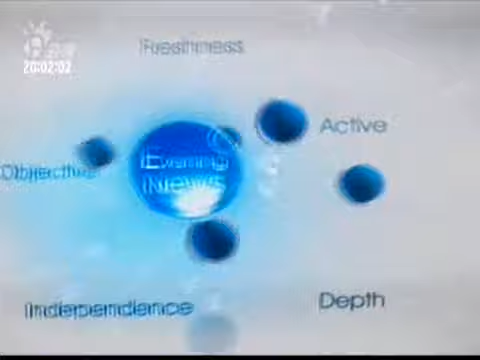 20:02:02
Freshness
Active
Objective
Evening
News
Independence
Depth